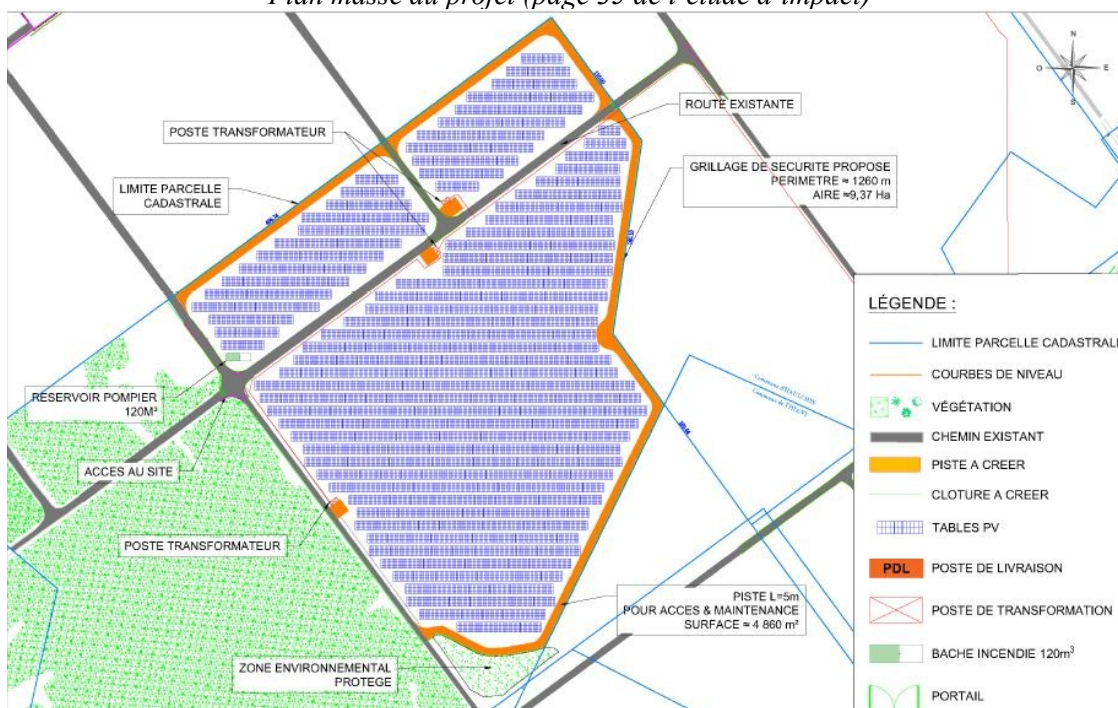 Plan masse du projet (page 35 de l'étude d'impact)
N
O
E
S
ROUTE EXISTANTE
POSTE TRANSFORMATEUR
GRILLAGE DE SECURITE PROPOSE
PERIMETRE ≈ 1260 m
AIRE ≈9,37 Ha
LIMITE PARCELLE
CADASTRALE
RESERVOIR POMPIER
120M³
ACCES AU SITE
POSTE TRANSFORMATEUR
PISTE L=5m
POUR ACCES & MAINTENANCE
SURFACE ≈ 4 860 m²
ZONE ENVIRONNEMENTAL
PROTEGE
LÉGENDE :
LIMITE PARCELLE CADASTRALE
COURBES DE NIVEAU
VÉGÉTATION
CHEMIN EXISTANT
PISTE A CREER
CLOTURE A CREER
TABLES PV
PDL
POSTE DE LIVRAISON
POSTE DE TRANSFORMATION
BACHE INCENDIE 120m³
PORTAIL